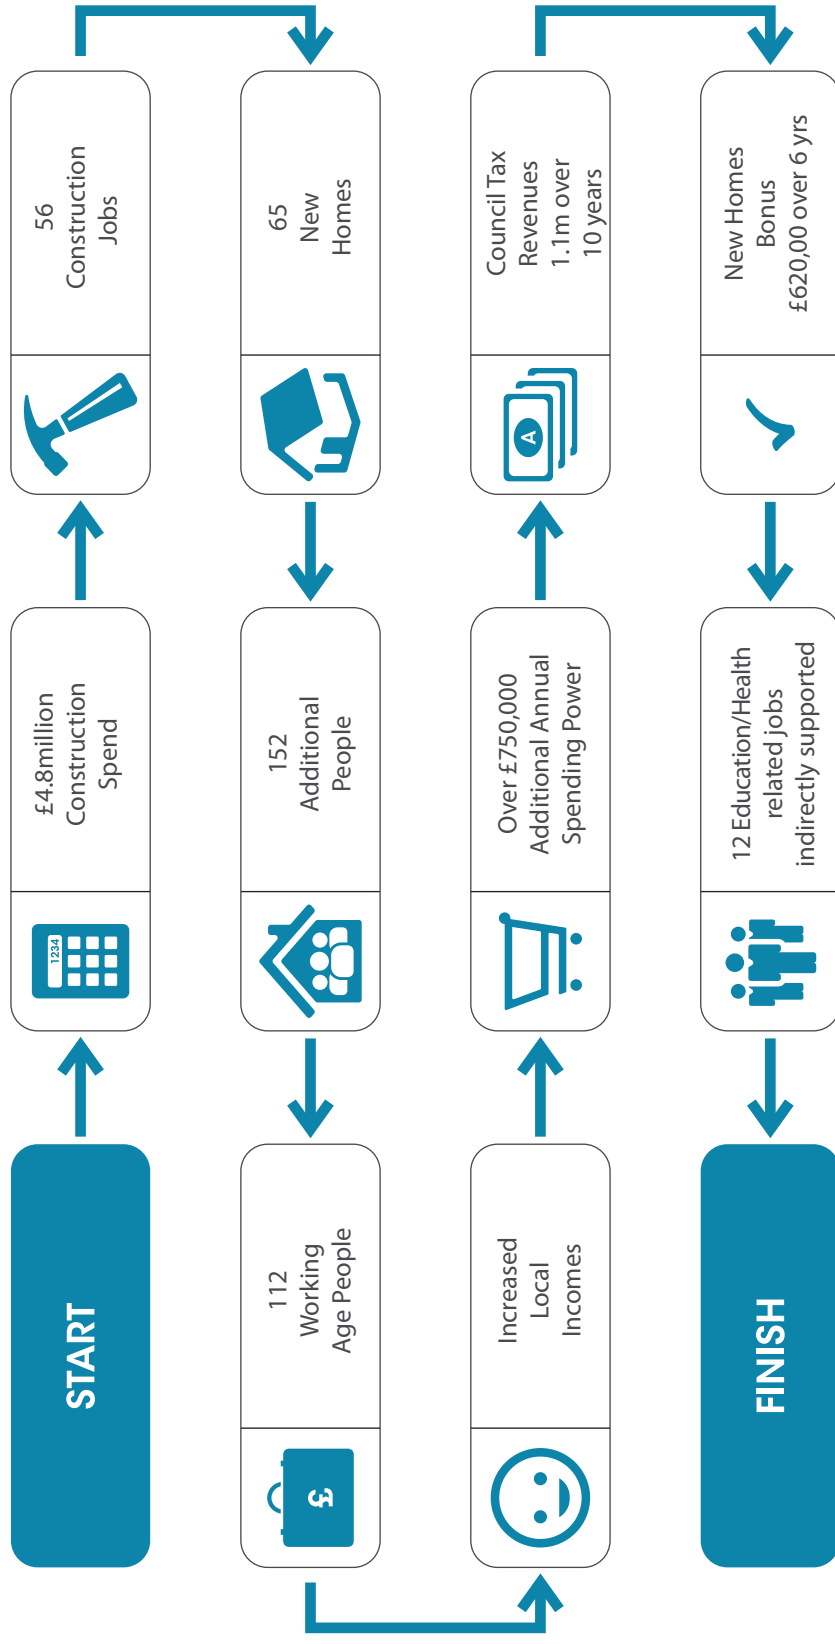 START
1234
£4.8million
Construction
Spend
56
Construction
Jobs
65
New
Homes
152
Additional
People
£
112
Working
Age People
Increased
Local
Incomes
Over £750,000
Additional Annual
Spending Power
A
Council Tax
Revenues
1.1m over
10 years
New Homes
Bonus
£620,00 over 6 yrs
12 Education/Health
related jobs
indirectly supported
FINISH